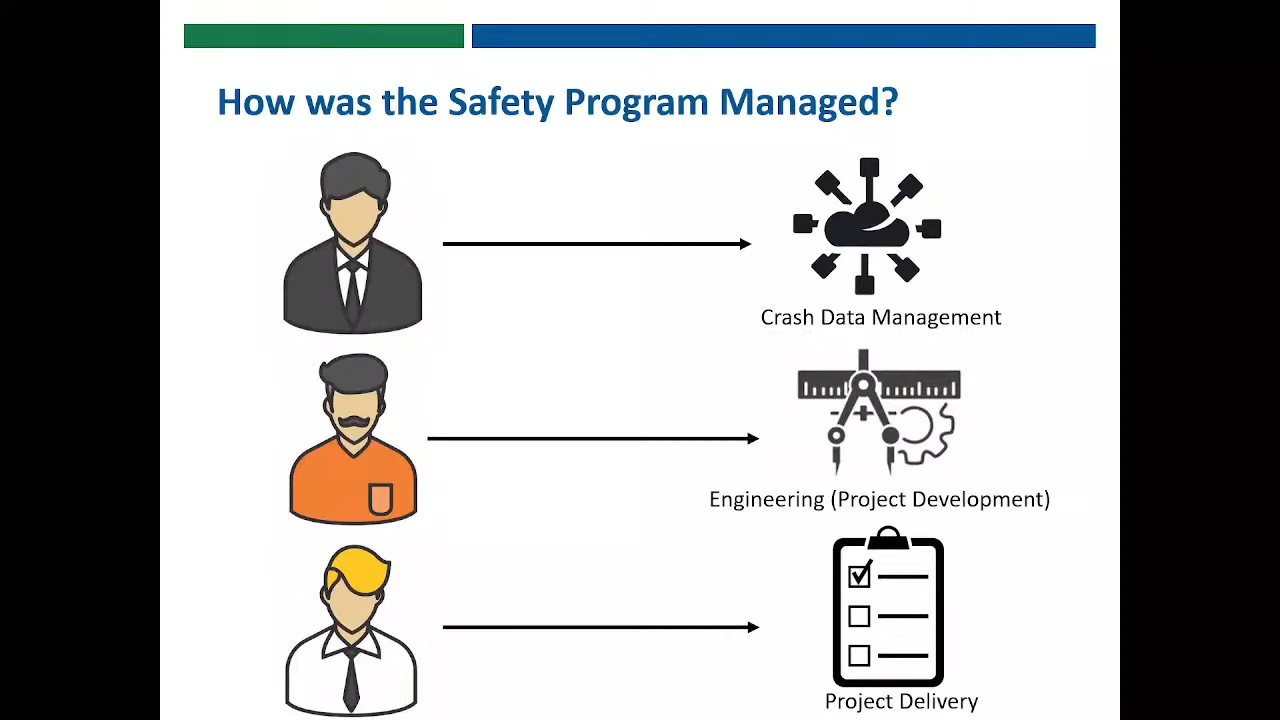 How was the Safety Program Managed?
Crash Data Management
Engineering (Project Development)
Project Delivery